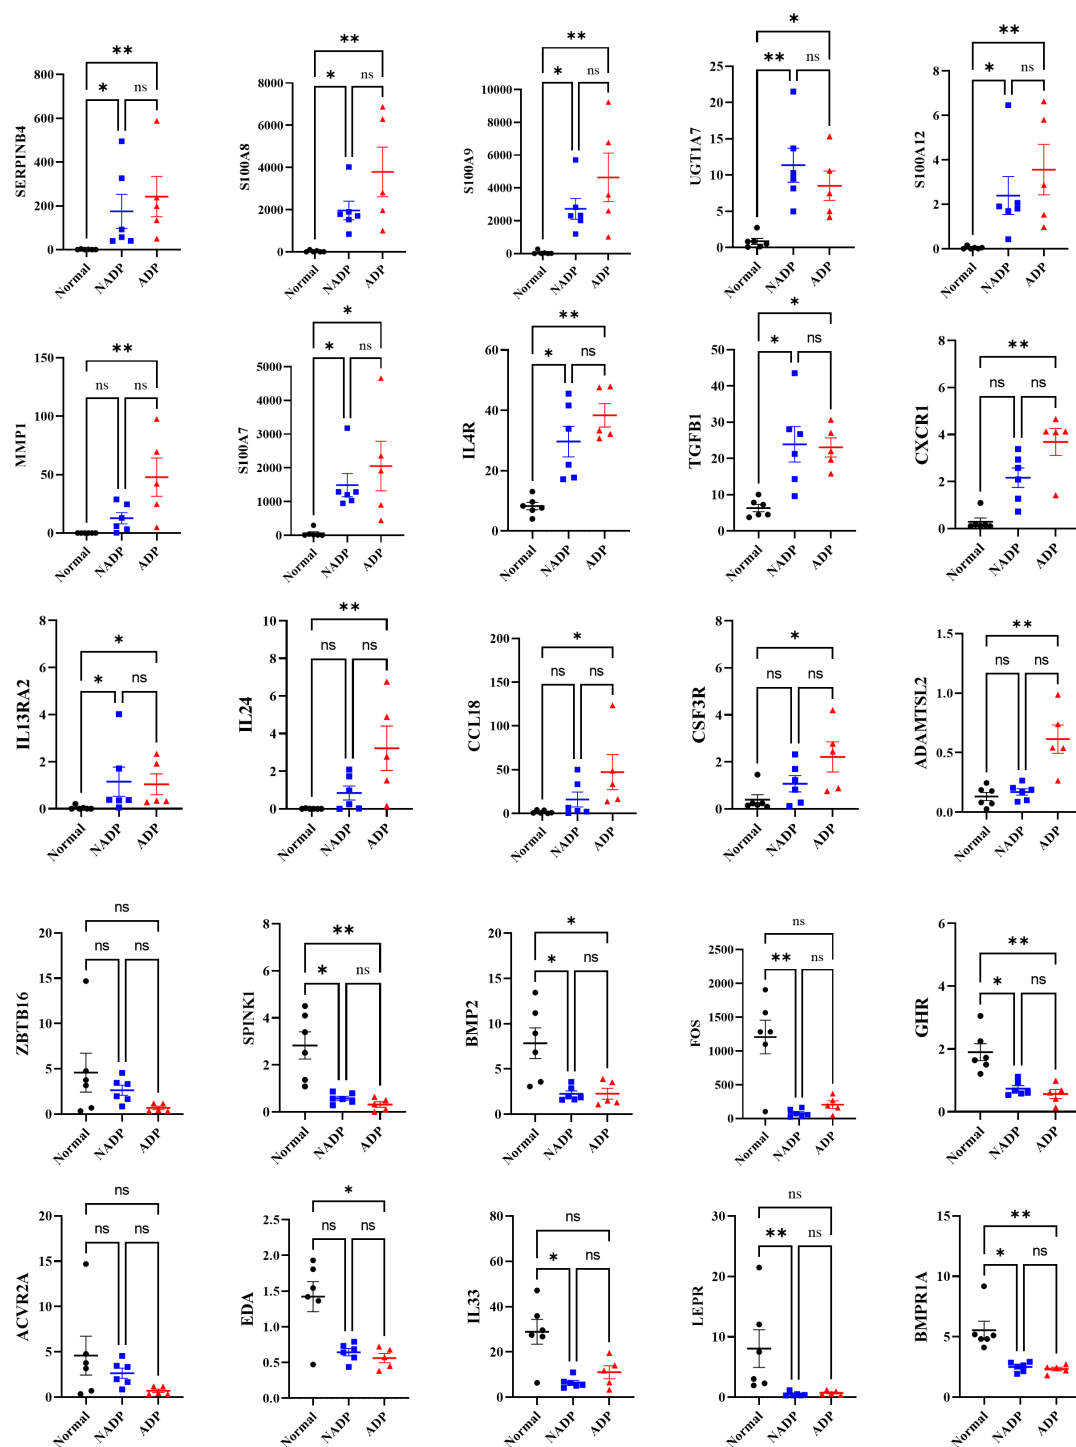 SERPINB4
800
600
400
200
0
**
*
ns
Normal
NADP
ADP
S100A8
8000
6000
4000
2000
0
**
*
ns
Normal
NADP
ADP
S100A9
10000
8000
6000
4000
2000
0
**
*
ns
Normal
NADP
ADP
UGT1A7
25
20
15
10
5
0
*
**
ns
Normal
NADP
ADP
S100A12
8
6
4
2
0
**
*
ns
Normal
NADP
ADP
MMP1
150
100
50
0
**
ns
ns
Normal
NADP
ADP
S100A7
5000
4000
3000
2000
1000
0
*
*
ns
Normal
NADP
ADP
IL4R
60
40
20
0
**
*
ns
Normal
NADP
ADP
TGFB1
50
40
30
20
10
0
*
*
ns
Normal
NADP
ADP
CXCR1
8
6
4
2
0
**
ns
ns
Normal
NADP
ADP
IL13RA2
8
6
4
2
0
*
*
ns
Normal
NADP
ADP
IL24
10
8
6
4
2
0
**
ns
ns
Normal
NADP
ADP
CCL18
200
150
100
50
0
*
ns
ns
Normal
NADP
ADP
CSF3R
8
6
4
2
0
*
ns
ns
Normal
NADP
ADP
ADAMTSL2
1.5
1.0
0.5
0.0
**
ns
ns
Normal
NADP
ADP
ZBTB16
20
15
10
5
0
ns
ns
ns
Normal
NADP
ADP
SPINK1
8
6
4
2
0
**
*
ns
Normal
NADP
ADP
BMP2
20
15
10
5
0
*
*
ns
Normal
NADP
ADP
FOS
2500
2000
1500
1000
500
0
ns
**
ns
Normal
NADP
ADP
GHR
6
4
2
0
**
*
ns
Normal
NADP
ADP
ACVR2A
20
15
10
5
0
ns
ns
ns
Normal
NADP
ADP
EDA
2.5
2.0
1.5
1.0
0.5
0.0
*
ns
ns
Normal
NADP
ADP
IL33
80
60
40
20
0
ns
*
ns
Normal
NADP
ADP
LEPR
30
20
10
0
ns
**
ns
Normal
NADP
ADP
BMPR1A
15
10
5
0
**
*
ns
Normal
NADP
ADP